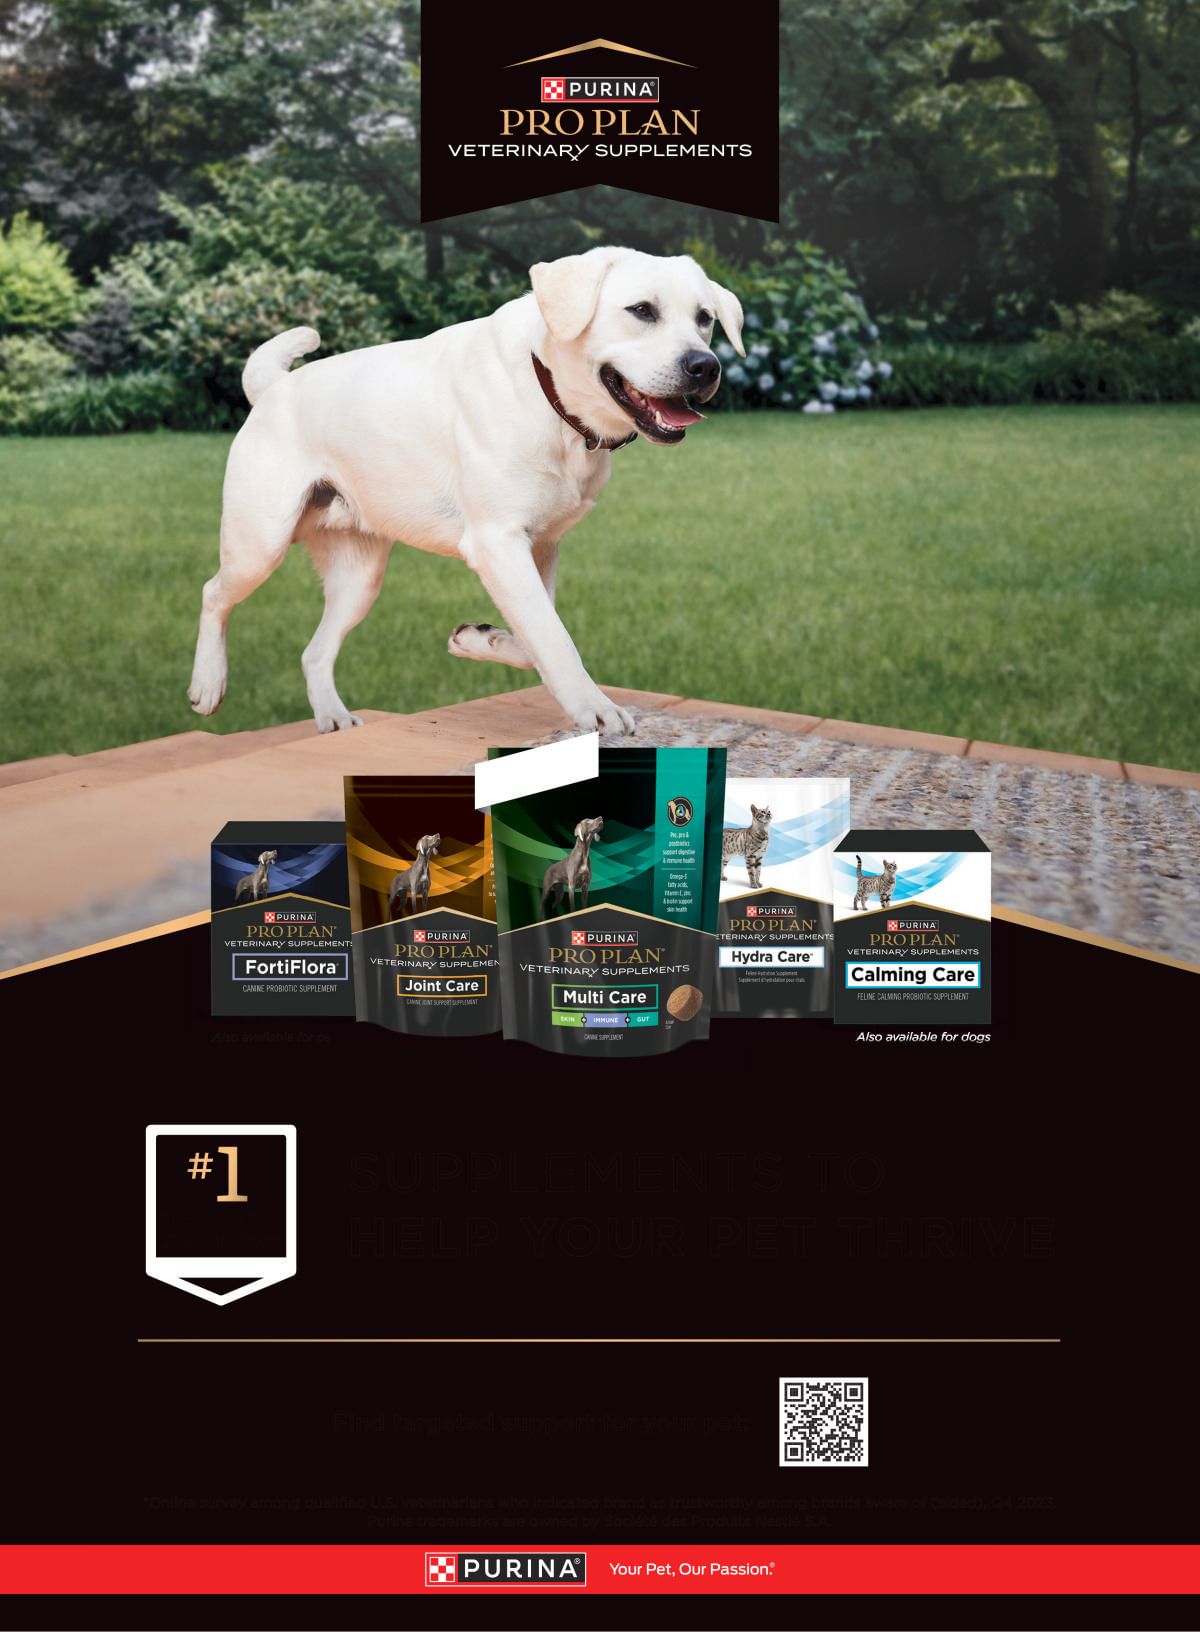 PURINA®
PRO PLAN
VETERINARY SUPPLEMENTS
Pre, pro &
postbiotics
support digestive
& immune health
Omega-3
fatty acids,
Vitamin E, zinc
& biotin support
skin health
PURINA
PRO PLAN®
VETERINARY SUPPLEMENTS
FortiFlora®
CANINE PROBIOTIC SUPPLEMENT
PURINA
PRO PLAN®
VETERINARY SUPPLEMEN
Joint Care
CANINE JOINT SUPPORT SUPPLEMENT
PURINA
PRO PLAN®
VETERINARY SUPPLEMENTS
Multi Care
SKIN + IMMUNE + GUT
CANINE SUPPLEMENT
PURINA
PRO PLAN®
ETERINARY SUPPLEMENTS
Hydra Care®
Feline Hydration Supplement
Supplément d'hydratation pour chats
PURINA
PRO PLAN®
VETERINARY SUPPLEMENTS
Calming Care
FELINE CALMING PROBIOTIC SUPPLEMENT
Also available for
Also available for dogs
#1
SUPPLEMENTS TO
HELP YOUR PET THRIVE
Find targeted support for your pet:
*Online survey among qualified U.S. veterinarians who indicated brand as trustworthy among brands aware of (aided), Q4 2023.
Purina trademarks are owned by Société des Produits Nestlé S.A.
PURINA® Your Pet, Our Passion.®